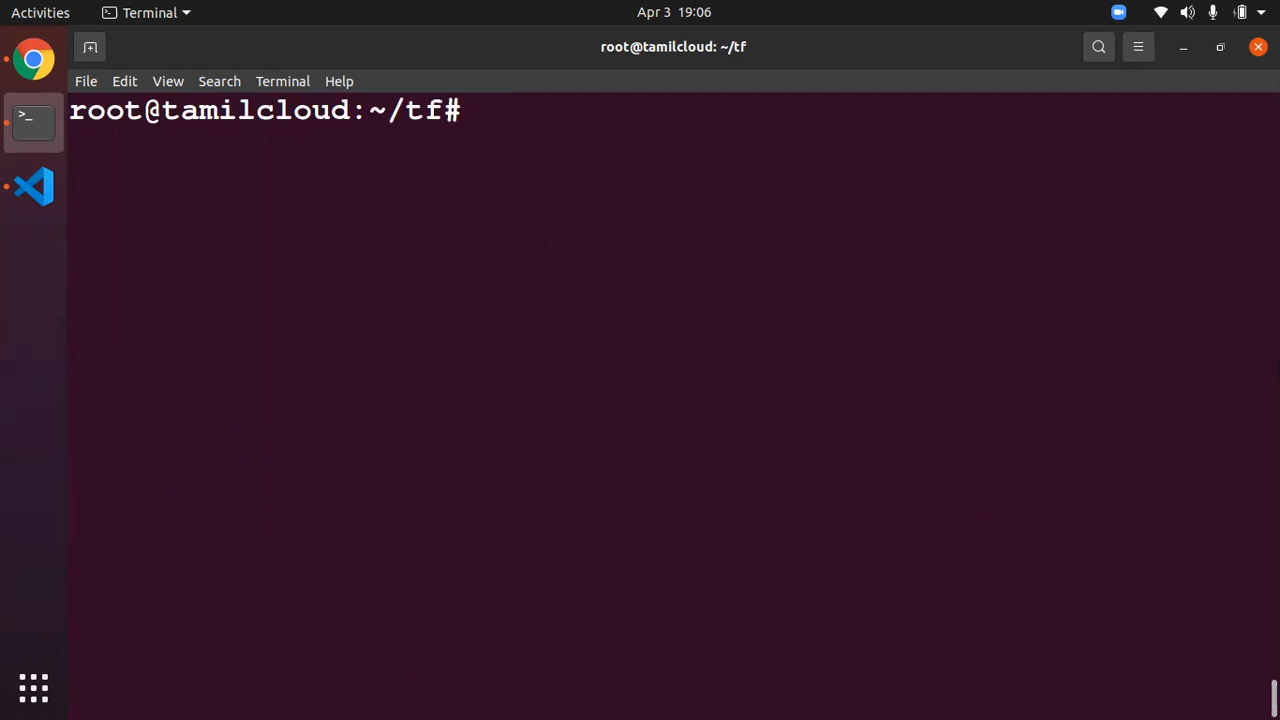 Activities Terminal Apr 3 19:06
root@tamilcloud: ~/tf
File Edit View Search Terminal Help
root@tamilcloud:~/tf#
>_